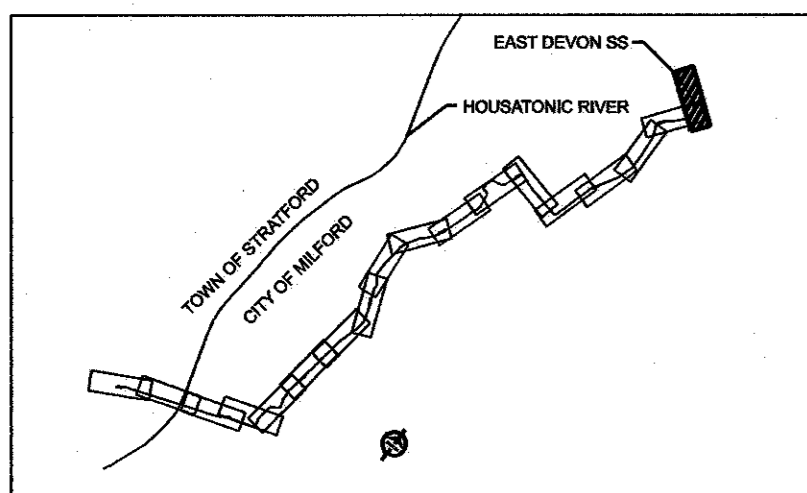 EAST DEVON SS
HOUSATONIC RIVER
TOWN OF STRATFORD
CITY OF MILFORD